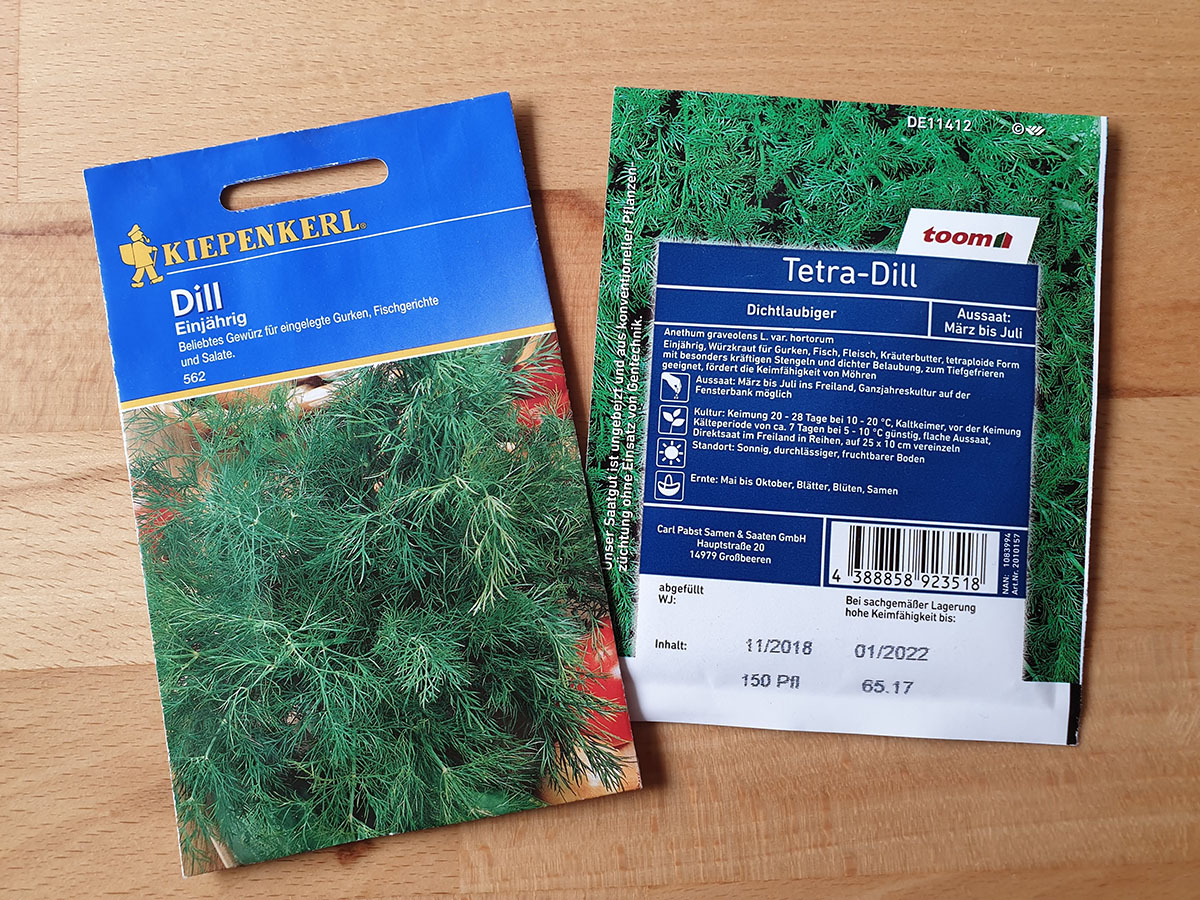 KIEPENKERL®
Dill
Einjährig
Beliebtes Gewürz für eingelegte Gurken, Fischgerichte
und Salate.
562
DE11412 ©
Unser Saatgut ist ungebeizt und aus konventioneller Pflanzen-
züchtung ohne Einsatz von Gentechnik.
toom
Tetra-Dill
Dichtlaubiger
Aussaat:
März bis Juli
Anethum graveolens L. var. hortorum
Einjährig, Würzkraut für Gurken, Fisch, Fleisch, Kräuterbutter, tetraploide Form
mit besonders kräftigen Stengeln und dichter Belaubung, zum Tiefgefrieren
geeignet, fördert die Keimfähigkeit von Möhren
Aussaat: März bis Juli ins Freiland, Ganzjahreskultur auf der
Fensterbank möglich
Kultur: Keimung 20 - 28 Tage bei 10 - 20 °C, Kaltkeimer, vor der Keimung
Kälteperiode von ca. 7 Tagen bei 5 - 10 °C günstig, flache Aussaat,
Direktsaat im Freiland in Reihen, auf 25 x 10 cm vereinzeln
Standort: Sonnig, durchlässiger, fruchtbarer Boden
Ernte: Mai bis Oktober, Blätter, Blüten, Samen
Carl Pabst Samen & Saaten GmbH
Hauptstraße 20
14979 Großbeeren
4 388858 923518
NAN: 1083994
Art.Nr. 2010157
abgefüllt
WJ:
Bei sachgemäßer Lagerung
hohe Keimfähigkeit bis:
Inhalt:
11/2018 01/2022
150 Pfl 65.17